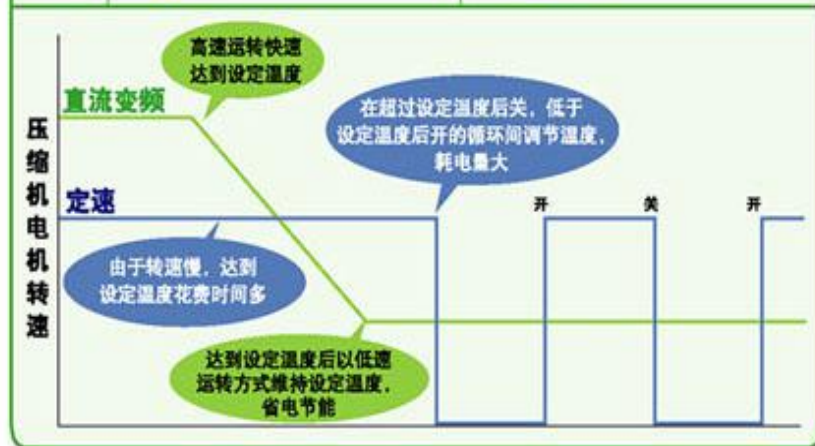 高速运转快速
达到设定温度
直流变频
在超过设定温度后关，低于
设定温度后开的循环间调节温度，
耗电量大
压缩机电机转速
定速
开
关
开
由于转速慢，达到
设定温度花费时间多
达到设定温度后以低速
运转方式维持设定温度，
省电节能